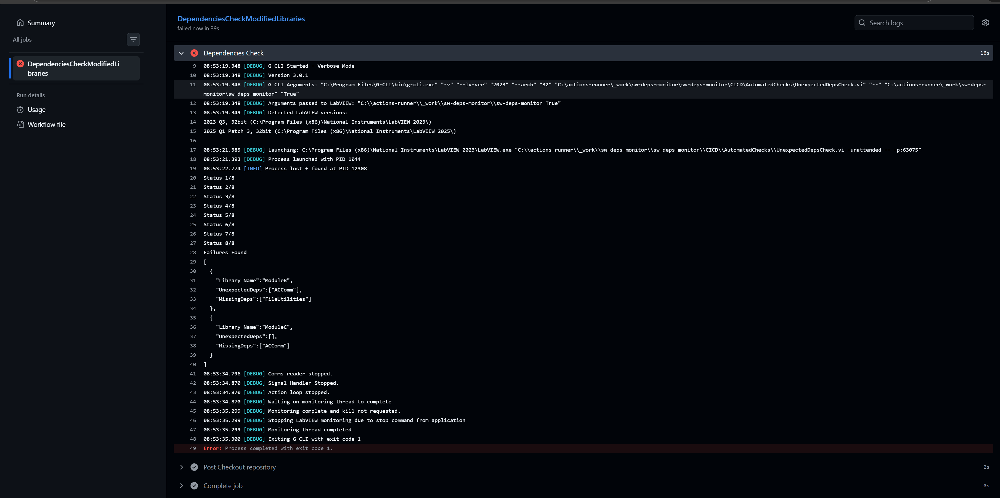 Summary
All jobs
DependenciesCheckModifiedLi
braries
Run details
Usage
Workflow file
DependenciesCheckModifiedLibraries
failed now in 39s
Search logs
Dependencies Check
16s
9 08:53:19.348 [DEBUG] G CLI Started - Verbose Mode
10 08:53:19.348 [DEBUG] Version 3.0.1
11 08:53:19.348 [DEBUG] G CLI Arguments: "C:\Program Files\G-CLI\bin\g-cli.exe" "-v" "--lv-ver" "2023" "--arch" "32" "C:\actions-runner\_work\sw-deps-monitor\sw-deps-monitor\CICD\AutomatedChecks\UnexpectedDepsCheck.vi" "--" "C:\actions-runner\_work\sw-deps-
monitor\sw-deps-monitor" "True"
12 08:53:19.348 [DEBUG] Arguments passed to LabVIEW: "C:\\actions-runner\\_work\\sw-deps-monitor\\sw-deps-monitor True"
13 08:53:19.349 [DEBUG] Detected LabVIEW versions:
14 2023 Q3, 32bit (C:\Program Files (x86)\National Instruments\LabVIEW 2023\)
15 2025 Q1 Patch 3, 32bit (C:\Program Files (x86)\National Instruments\LabVIEW 2025\)
16
17 08:53:21.385 [DEBUG] Launching: C:\Program Files (x86)\National Instruments\LabVIEW 2023\LabVIEW.exe "C:\\actions-runner\\_work\\sw-deps-monitor\\sw-deps-monitor\\CICD\\AutomatedChecks\\UnexpectedDepsCheck.vi -unattended -- -p:63075"
18 08:53:21.393 [DEBUG] Process launched with PID 1044
19 08:53:22.774 [INFO] Process lost + found at PID 12308
20 Status 1/8
21 Status 2/8
22 Status 3/8
23 Status 4/8
24 Status 5/8
25 Status 6/8
26 Status 7/8
27 Status 8/8
28 Failures Found
29 [
30 {
31 "Library Name":"ModuleB",
32 "UnexpectedDeps":["ACComm"],
33 "MissingDeps":["FileUtilities"]
34 },
35 {
36 "Library Name":"ModuleC",
37 "UnexpectedDeps":[],
38 "MissingDeps":["ACComm"]
39 }
40 ]
41 08:53:34.796 [DEBUG] Comms reader stopped.
42 08:53:34.870 [DEBUG] Signal Handler Stopped.
43 08:53:34.870 [DEBUG] Action loop stopped.
44 08:53:34.870 [DEBUG] Waiting on monitoring thread to complete
45 08:53:35.299 [DEBUG] Monitoring complete and kill not requested.
46 08:53:35.299 [DEBUG] Stopping LabVIEW monitoring due to stop command from application
47 08:53:35.299 [DEBUG] Monitoring thread completed
48 08:53:35.300 [DEBUG] Exiting G-CLI with exit code 1
49 Error: Process completed with exit code 1.
Post Checkout repository
2s
Complete job
0s